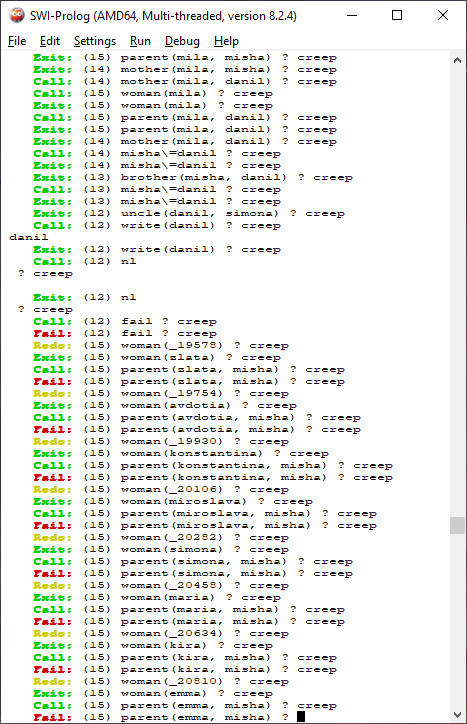 SWI-Prolog (AMD64, Multi-threaded, version 8.2.4)
File Edit Settings Run Debug Help
Exit: (15) parent(mila, misha) ? creep
Exit: (14) mother(mila, misha) ? creep
Call: (14) mother(mila, danil) ? creep
Call: (15) woman(mila) ? creep
Exit: (15) woman(mila) ? creep
Call: (15) parent(mila, danil) ? creep
Exit: (15) parent(mila, danil) ? creep
Exit: (14) mother(mila, danil) ? creep
Call: (14) misha\=danil ? creep
Exit: (14) misha\=danil ? creep
Exit: (13) brother(misha, danil) ? creep
Call: (13) misha\=danil ? creep
Exit: (13) misha\=danil ? creep
Exit: (12) uncle(danil, simona) ? creep
Call: (12) write(danil) ? creep
danil
Exit: (12) write(danil) ? creep
Call: (12) nl
? creep
Exit: (12) nl
? creep
Call: (12) fail ? creep
Fail: (12) fail ? creep
Redo: (15) woman(_19578) ? creep
Exit: (15) woman(zlata) ? creep
Call: (15) parent(zlata, misha) ? creep
Fail: (15) parent(zlata, misha) ? creep
Redo: (15) woman(_19754) ? creep
Exit: (15) woman(avdotia) ? creep
Call: (15) parent(avdotia, misha) ? creep
Fail: (15) parent(avdotia, misha) ? creep
Redo: (15) woman(_19930) ? creep
Exit: (15) woman(konstantina) ? creep
Call: (15) parent(konstantina, misha) ? creep
Fail: (15) parent(konstantina, misha) ? creep
Redo: (15) woman(_20106) ? creep
Exit: (15) woman(miroslava) ? creep
Call: (15) parent(miroslava, misha) ? creep
Fail: (15) parent(miroslava, misha) ? creep
Redo: (15) woman(_20282) ? creep
Exit: (15) woman(simona) ? creep
Call: (15) parent(simona, misha) ? creep
Fail: (15) parent(simona, misha) ? creep
Redo: (15) woman(_20458) ? creep
Exit: (15) woman(maria) ? creep
Call: (15) parent(maria, misha) ? creep
Fail: (15) parent(maria, misha) ? creep
Redo: (15) woman(_20634) ? creep
Exit: (15) woman(kira) ? creep
Call: (15) parent(kira, misha) ? creep
Fail: (15) parent(kira, misha) ? creep
Redo: (15) woman(_20810) ? creep
Exit: (15) woman(emma) ? creep
Call: (15) parent(emma, misha) ? creep
Fail: (15) parent(emma, misha) ?